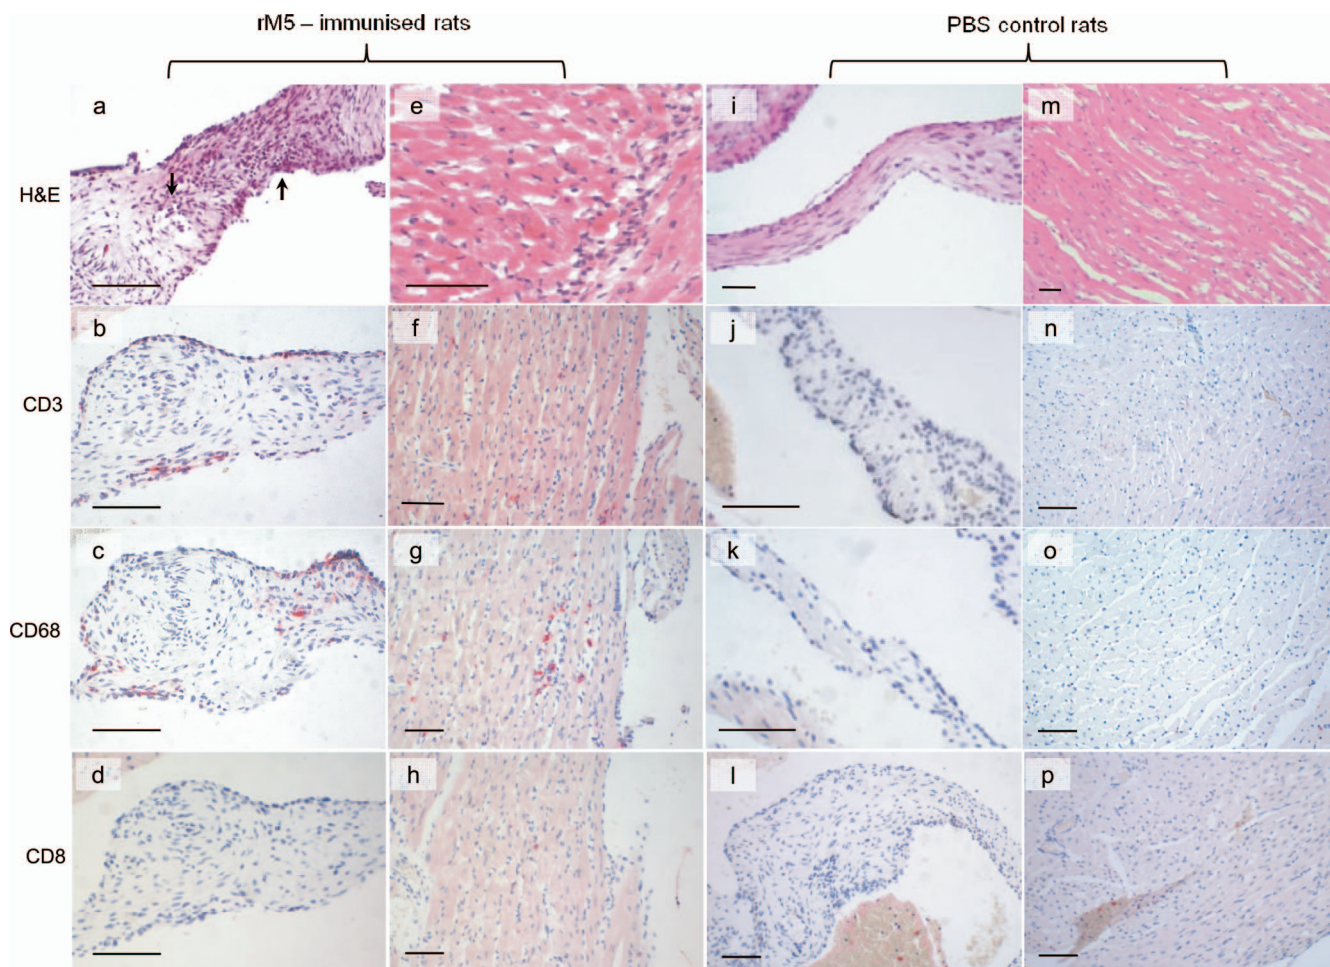 rM5 – immunised rats
PBS control rats
a
e
i
m
H&E
b
f
j
n
CD3
c
g
k
o
CD68
d
h
l
p
CD8